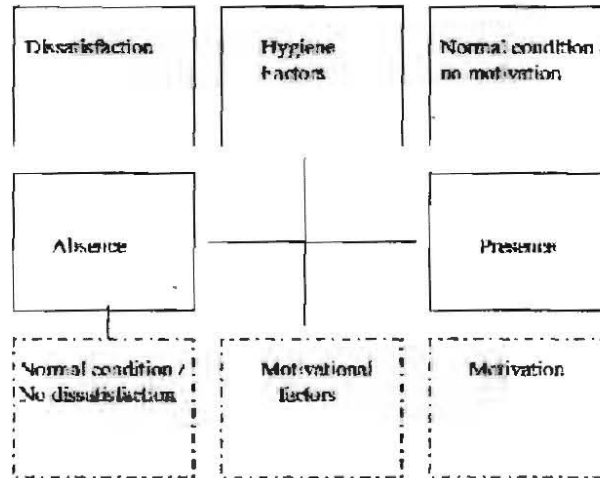 Dissatisfaction
Hygiene
Factors
Normal condition /
no motivation
Absence
Presence
Normal condition /
No dissatisfaction
Motivational
factors
Motivation